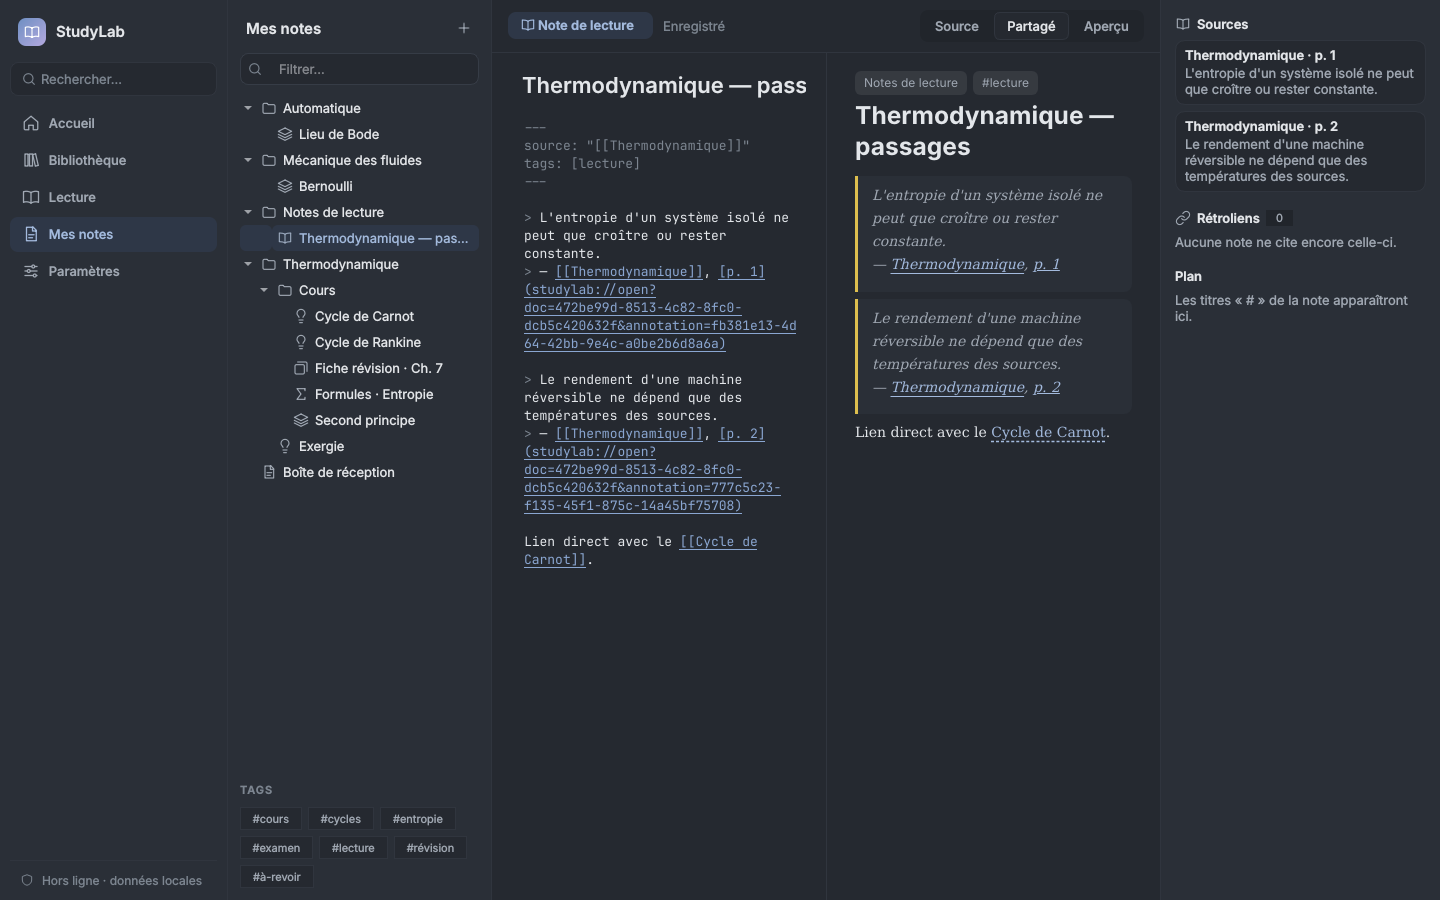 StudyLab
Rechercher...
Accueil
Bibliothèque
Lecture
Mes notes
Paramètres
Hors ligne · données locales
Mes notes
Filtrer...
Automatique
Lieu de Bode
Mécanique des fluides
Bernoulli
Notes de lecture
Thermodynamique — pas...
Thermodynamique
Cours
Cycle de Carnot
Cycle de Rankine
Fiche révision · Ch. 7
Formules · Entropie
Second principe
Exergie
Boîte de réception
TAGS
#cours #cycles #entropie
#examen #lecture #révision
#à-revoir
Note de lecture Enregistré
Source Partagé Aperçu
Thermodynamique — pass
---
source: "[[Thermodynamique]]"
tags: [lecture]
---
> L'entropie d'un système isolé ne
peut que croître ou rester
constante.
> — [[Thermodynamique]], [p. 1]
(studylab://open?
doc=472be99d-8513-4c82-8fc0-
dcb5c420632f&annotation=fb381e13-4d
64-42bb-9e4c-a0be2b6d8a6a)
> Le rendement d'une machine
réversible ne dépend que des
températures des sources.
> — [[Thermodynamique]], [p. 2]
(studylab://open?
doc=472be99d-8513-4c82-8fc0-
dcb5c420632f&annotation=777c5c23-
f135-45f1-875c-14a45bf75708)
Lien direct avec le [[Cycle de
Carnot]].
Notes de lecture #lecture
Thermodynamique —
passages
L'entropie d'un système isolé ne
peut que croître ou rester
constante.
— Thermodynamique, p. 1
Le rendement d'une machine
réversible ne dépend que des
températures des sources.
— Thermodynamique, p. 2
Lien direct avec le Cycle de Carnot.
Sources
Thermodynamique · p. 1
L'entropie d'un système isolé ne peut
que croître ou rester constante.
Thermodynamique · p. 2
Le rendement d'une machine
réversible ne dépend que des
températures des sources.
Rétroliens 0
Aucune note ne cite encore celle-ci.
Plan
Les titres « # » de la note apparaîtront
ici.